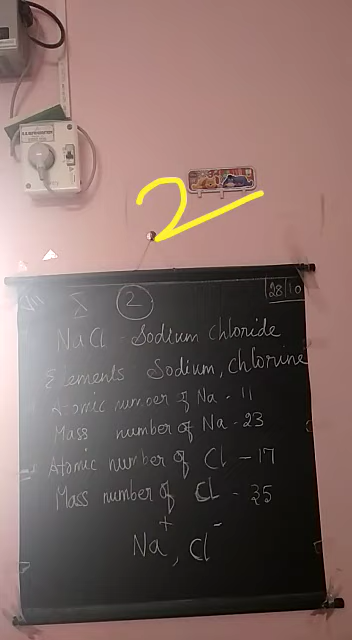 2
2
28/10
NaCl - Sodium chloride
Elements Sodium, chlorine
Atomic number of Na - 11
Mass number of Na - 23
Atomic number of Cl - 17
Mass number of Cl - 35
Na⁺, Cl⁻